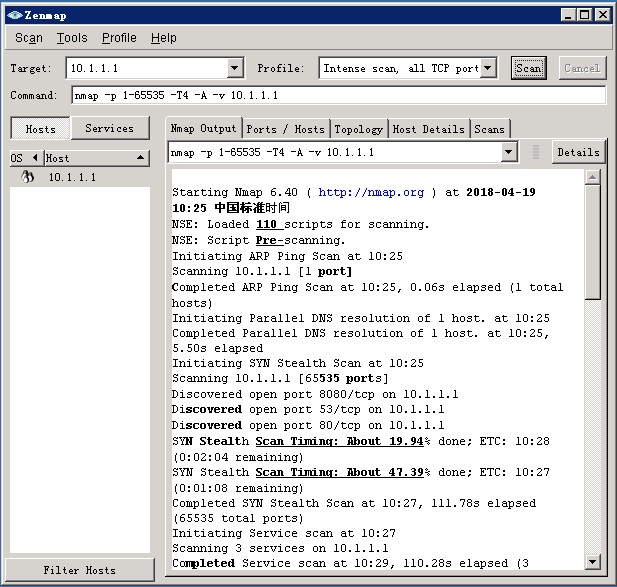 Zenmap
Scan Tools Profile Help
Target: 10.1.1.1 Profile: Intense scan, all TCP port Scan Cancel
Command: nmap -p 1-65535 -T4 -A -v 10.1.1.1
Hosts Services
Nmap Output Ports / Hosts Topology Host Details Scans
OS Host
10.1.1.1
nmap -p 1-65535 -T4 -A -v 10.1.1.1 Details
Starting Nmap 6.40 ( http://nmap.org ) at 2018-04-19
10:25 中国标准时间
NSE: Loaded 110 scripts for scanning.
NSE: Script Pre-scanning.
Initiating ARP Ping Scan at 10:25
Scanning 10.1.1.1 [1 port]
Completed ARP Ping Scan at 10:25, 0.06s elapsed (1 total
hosts)
Initiating Parallel DNS resolution of 1 host. at 10:25
Completed Parallel DNS resolution of 1 host. at 10:25,
5.50s elapsed
Initiating SYN Stealth Scan at 10:25
Scanning 10.1.1.1 [65535 ports]
Discovered open port 8080/tcp on 10.1.1.1
Discovered open port 53/tcp on 10.1.1.1
Discovered open port 80/tcp on 10.1.1.1
SYN Stealth Scan Timing: About 19.94% done; ETC: 10:28
(0:02:04 remaining)
SYN Stealth Scan Timing: About 47.39% done; ETC: 10:27
(0:01:08 remaining)
Completed SYN Stealth Scan at 10:27, 111.78s elapsed
(65535 total ports)
Initiating Service scan at 10:27
Scanning 3 services on 10.1.1.1
Completed Service scan at 10:29, 110.28s elapsed (3
Filter Hosts